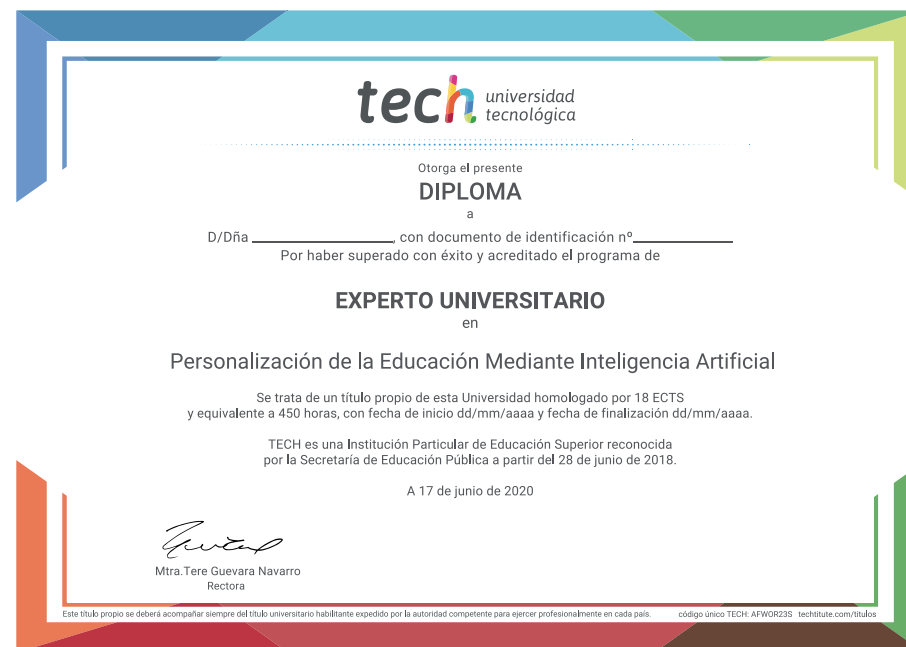 tech universidad
tecnológica
Otorga el presente
DIPLOMA
a
D/Dña ____________________, con documento de identificación nº______________
Por haber superado con éxito y acreditado el programa de
EXPERTO UNIVERSITARIO
en
Personalización de la Educación Mediante Inteligencia Artificial
Se trata de un título propio de esta Universidad homologado por 18 ECTS
y equivalente a 450 horas, con fecha de inicio dd/mm/aaaa y fecha de finalización dd/mm/aaaa.
TECH es una Institución Particular de Educación Superior reconocida
por la Secretaría de Educación Pública a partir del 28 de junio de 2018.
A 17 de junio de 2020
Mtra.Tere Guevara Navarro
Rectora
Este título propio se deberá acompañar siempre del título universitario habilitante expedido por la autoridad competente para ejercer profesionalmente en cada país. código único TECH: AFWOR23S techtitute.com/titulos